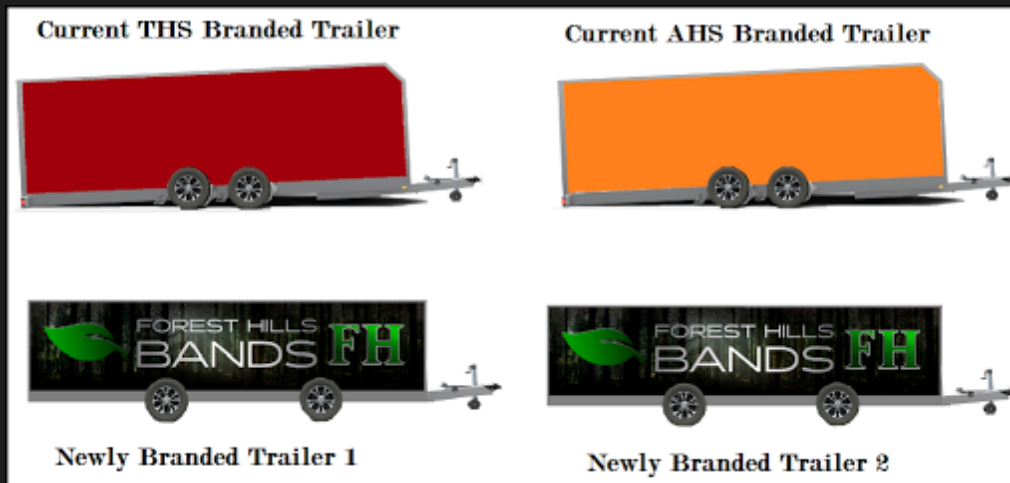 Current THS Branded Trailer
Current AHS Branded Trailer
FOREST HILLS
BANDS
FH
FOREST HILLS
BANDS
FH
Newly Branded Trailer 1
Newly Branded Trailer 2